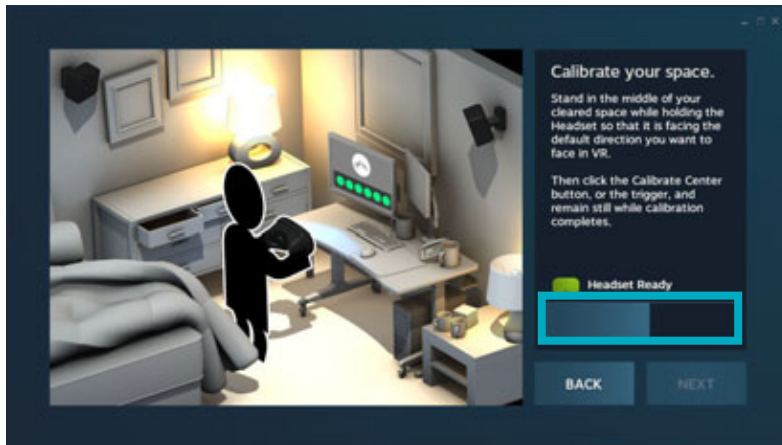 Calibrate your space.
Stand in the middle of your
cleared space while holding the
Headset so that it is facing the
default direction you want to
face in VR.
Then click the Calibrate Center
button, or the trigger, and
remain still while calibration
completes.
Headset Ready
BACK
NEXT